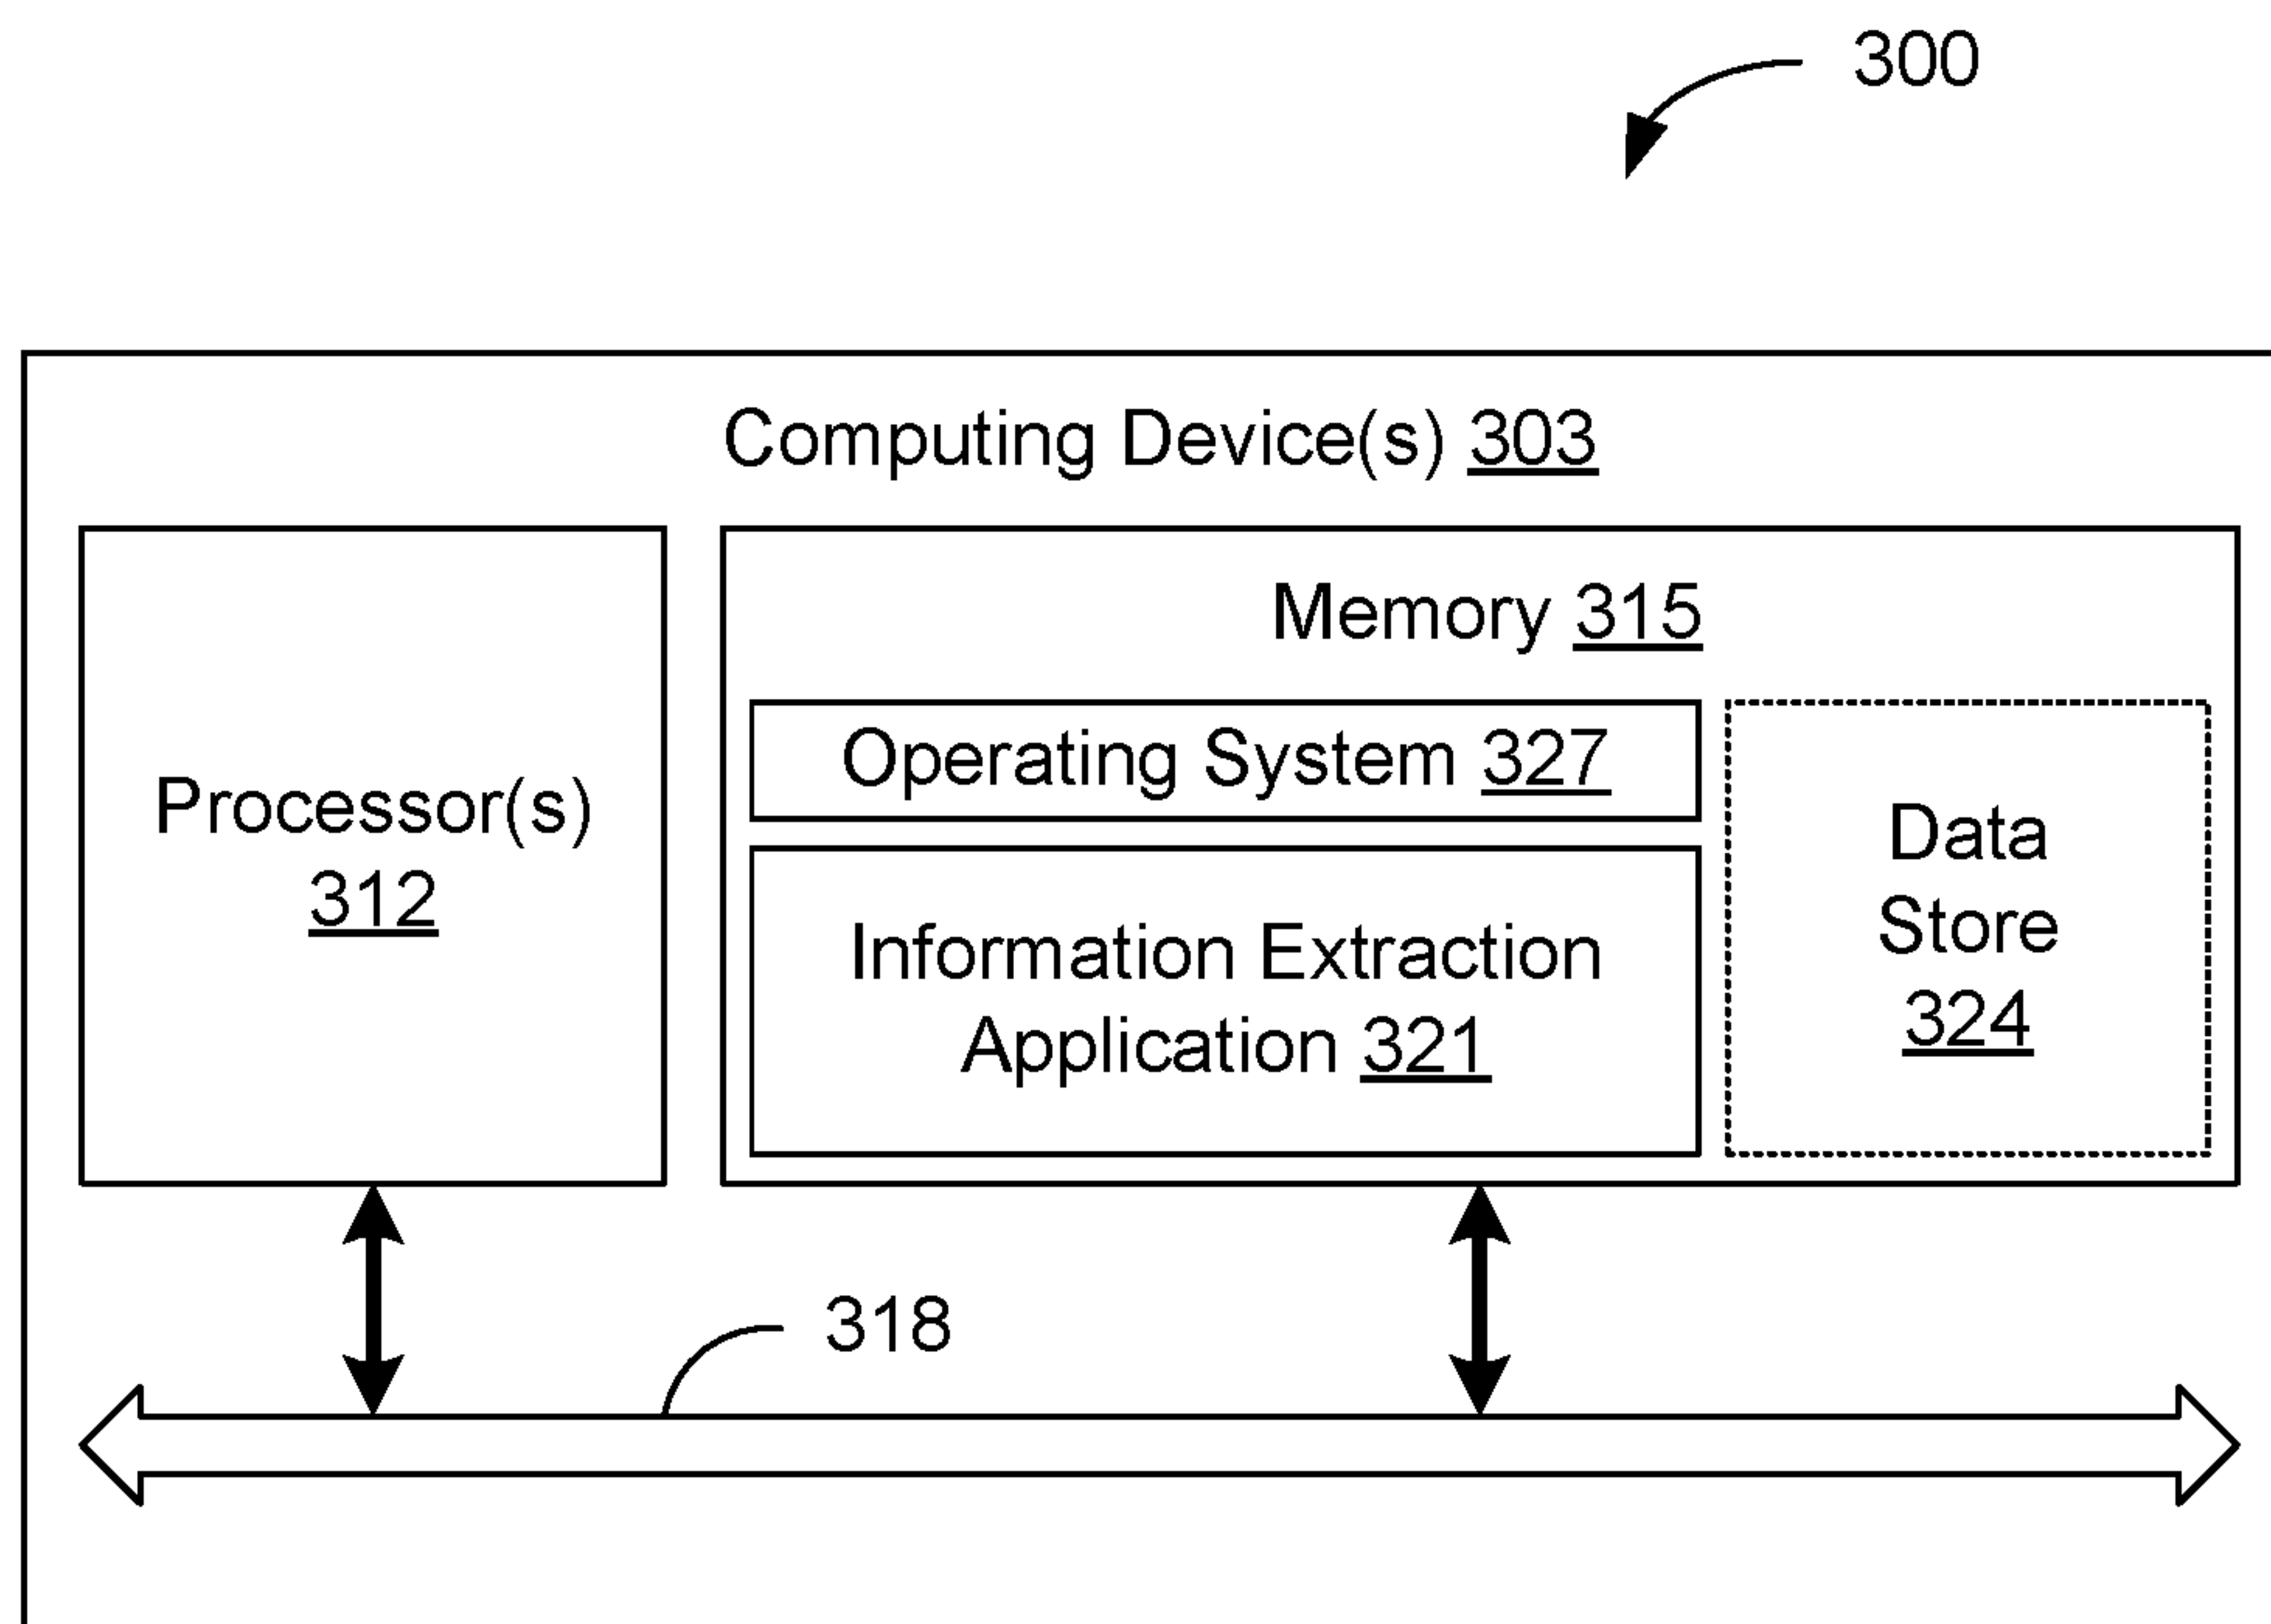 300
Computing Device(s) 303
Memory 315
Operating System 327
Processor(s)
312
Information Extraction
Application 321
Data
Store
324
318